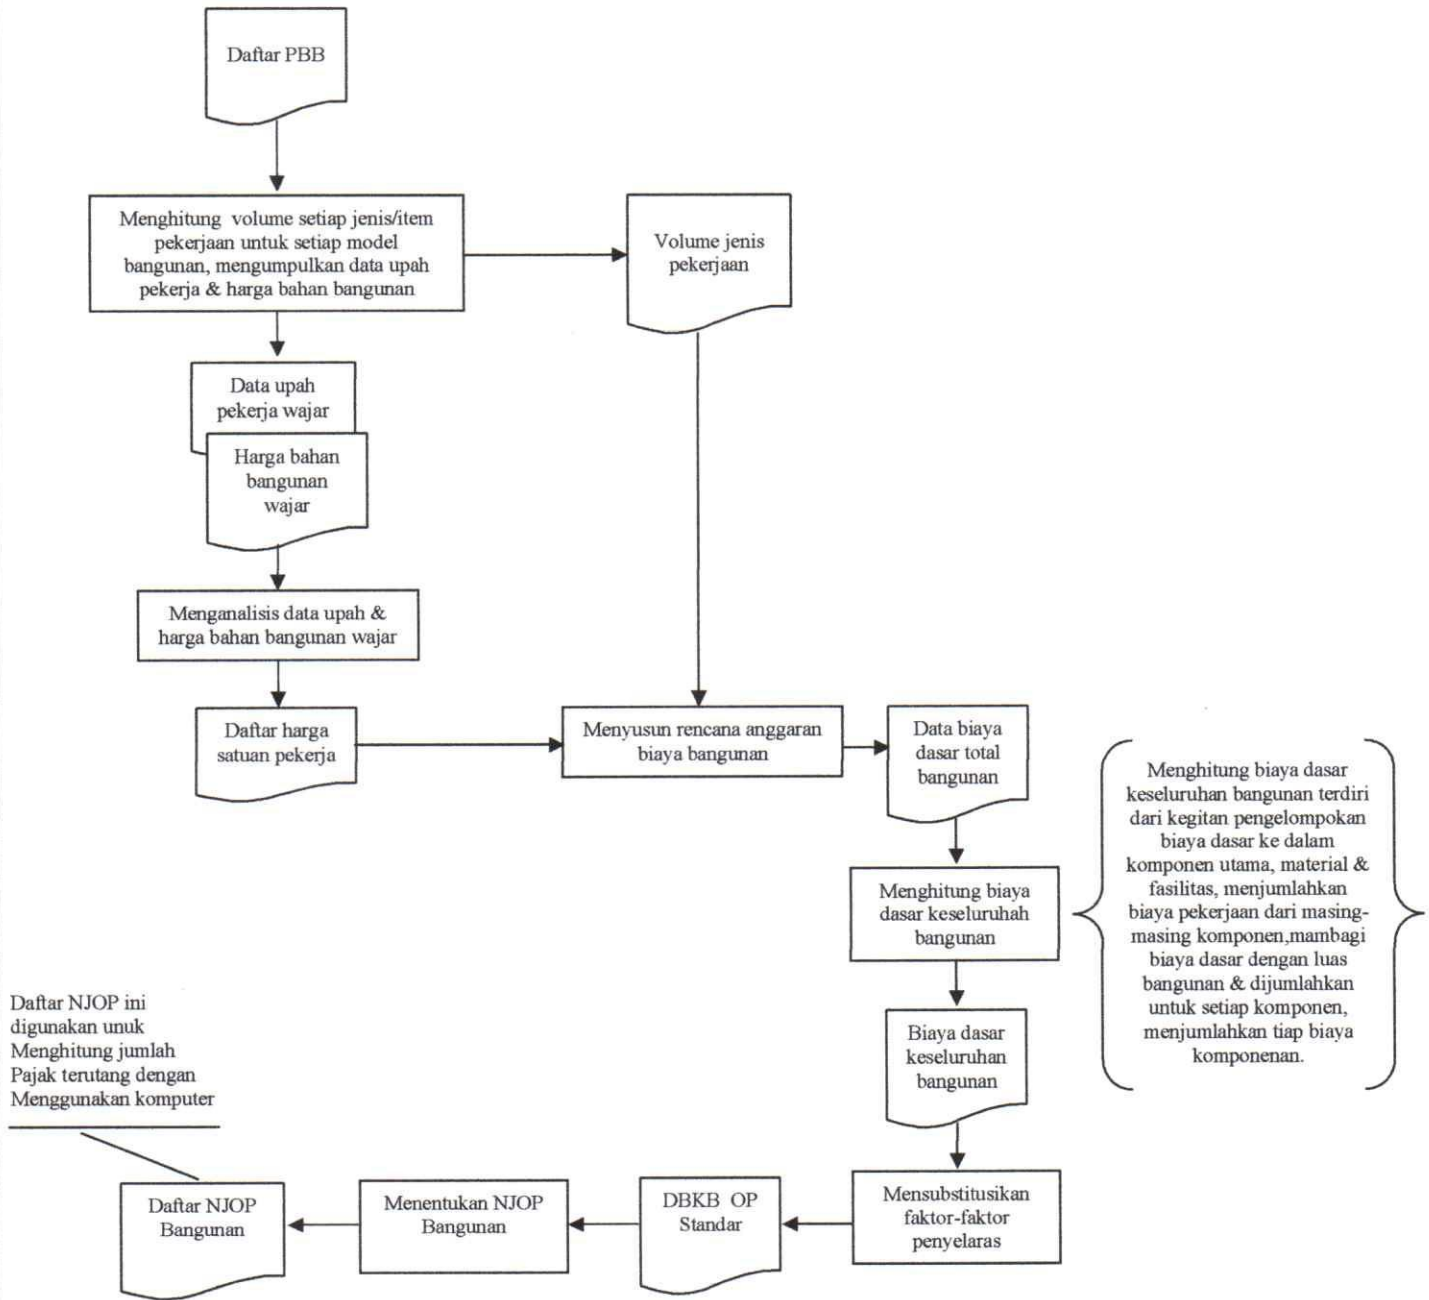 Daftar PBB
Menghitung volume setiap jenis/item
pekerjaan untuk setiap model
bangunan, mengumpulkan data upah
pekerja & harga bahan bangunan
Volume jenis
pekerjaan
Data upah
pekerja wajar
Harga bahan
bangunan
wajar
Menganalisis data upah &
harga bahan bangunan wajar
Daftar harga
satuan pekerja
Menyusun rencana anggaran
biaya bangunan
Data biaya
dasar total
bangunan
Menghitung biaya dasar
keseluruhan bangunan terdiri
dari kegitan pengelompokan
biaya dasar ke dalam
komponen utama, material &
fasilitas, menjumlahkan
biaya pekerjaan dari masing-
masing komponen,mambagi
biaya dasar dengan luas
bangunan & dijumlahkan
untuk setiap komponen,
menjumlahkan tiap biaya
komponenan.
Menghitung biaya
dasar keseluruhah
bangunan
Biaya dasar
keseluruhan
bangunan
Daftar NJOP ini
digunakan unuk
Menghitung jumlah
Pajak terutang dengan
Menggunakan komputer
Mensubstitusikan
faktor-faktor
penyelaras
DBKB OP
Standar
Menentukan NJOP
Bangunan
Daftar NJOP
Bangunan